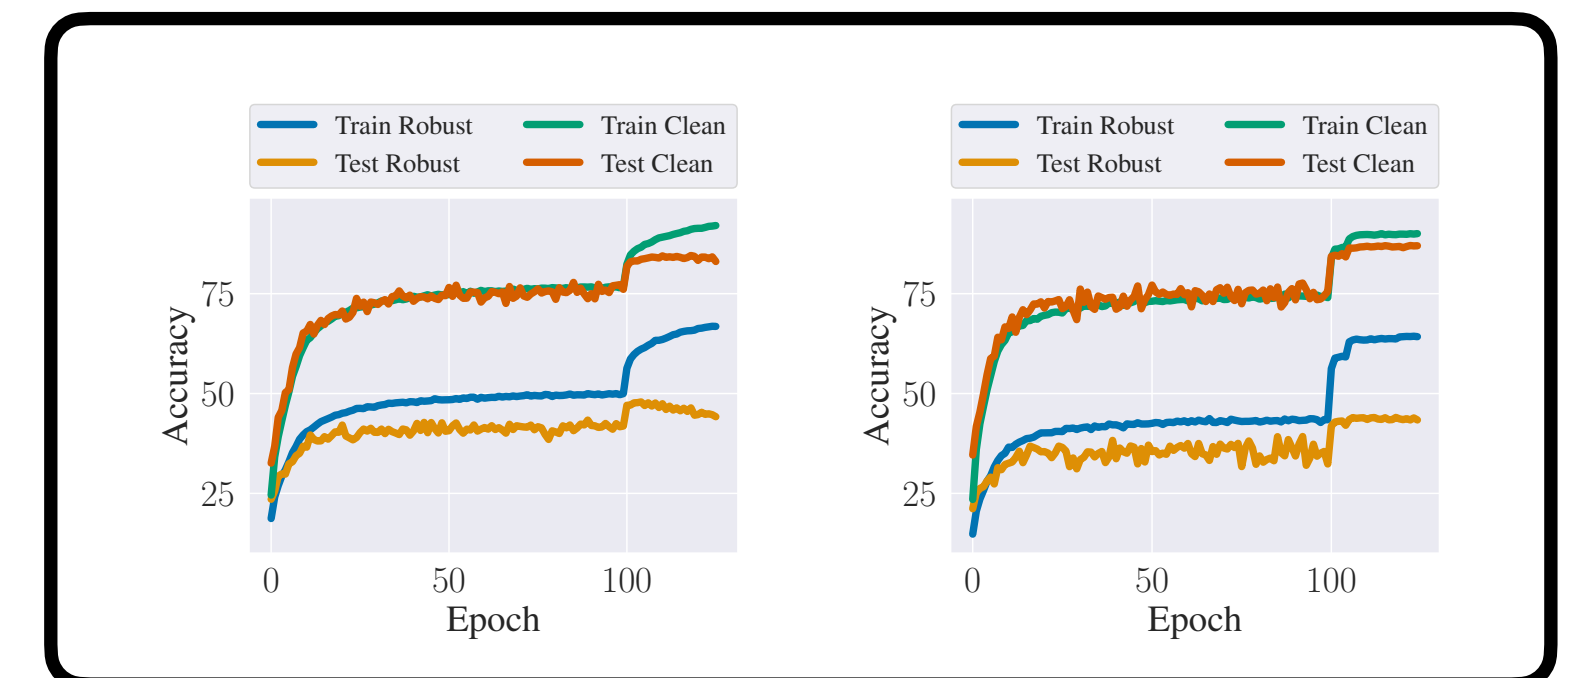 Train Robust Train Clean
Test Robust Test Clean
75
50
25
Accuracy
0 50 100
Epoch
Train Robust Train Clean
Test Robust Test Clean
75
50
25
Accuracy
0 50 100
Epoch